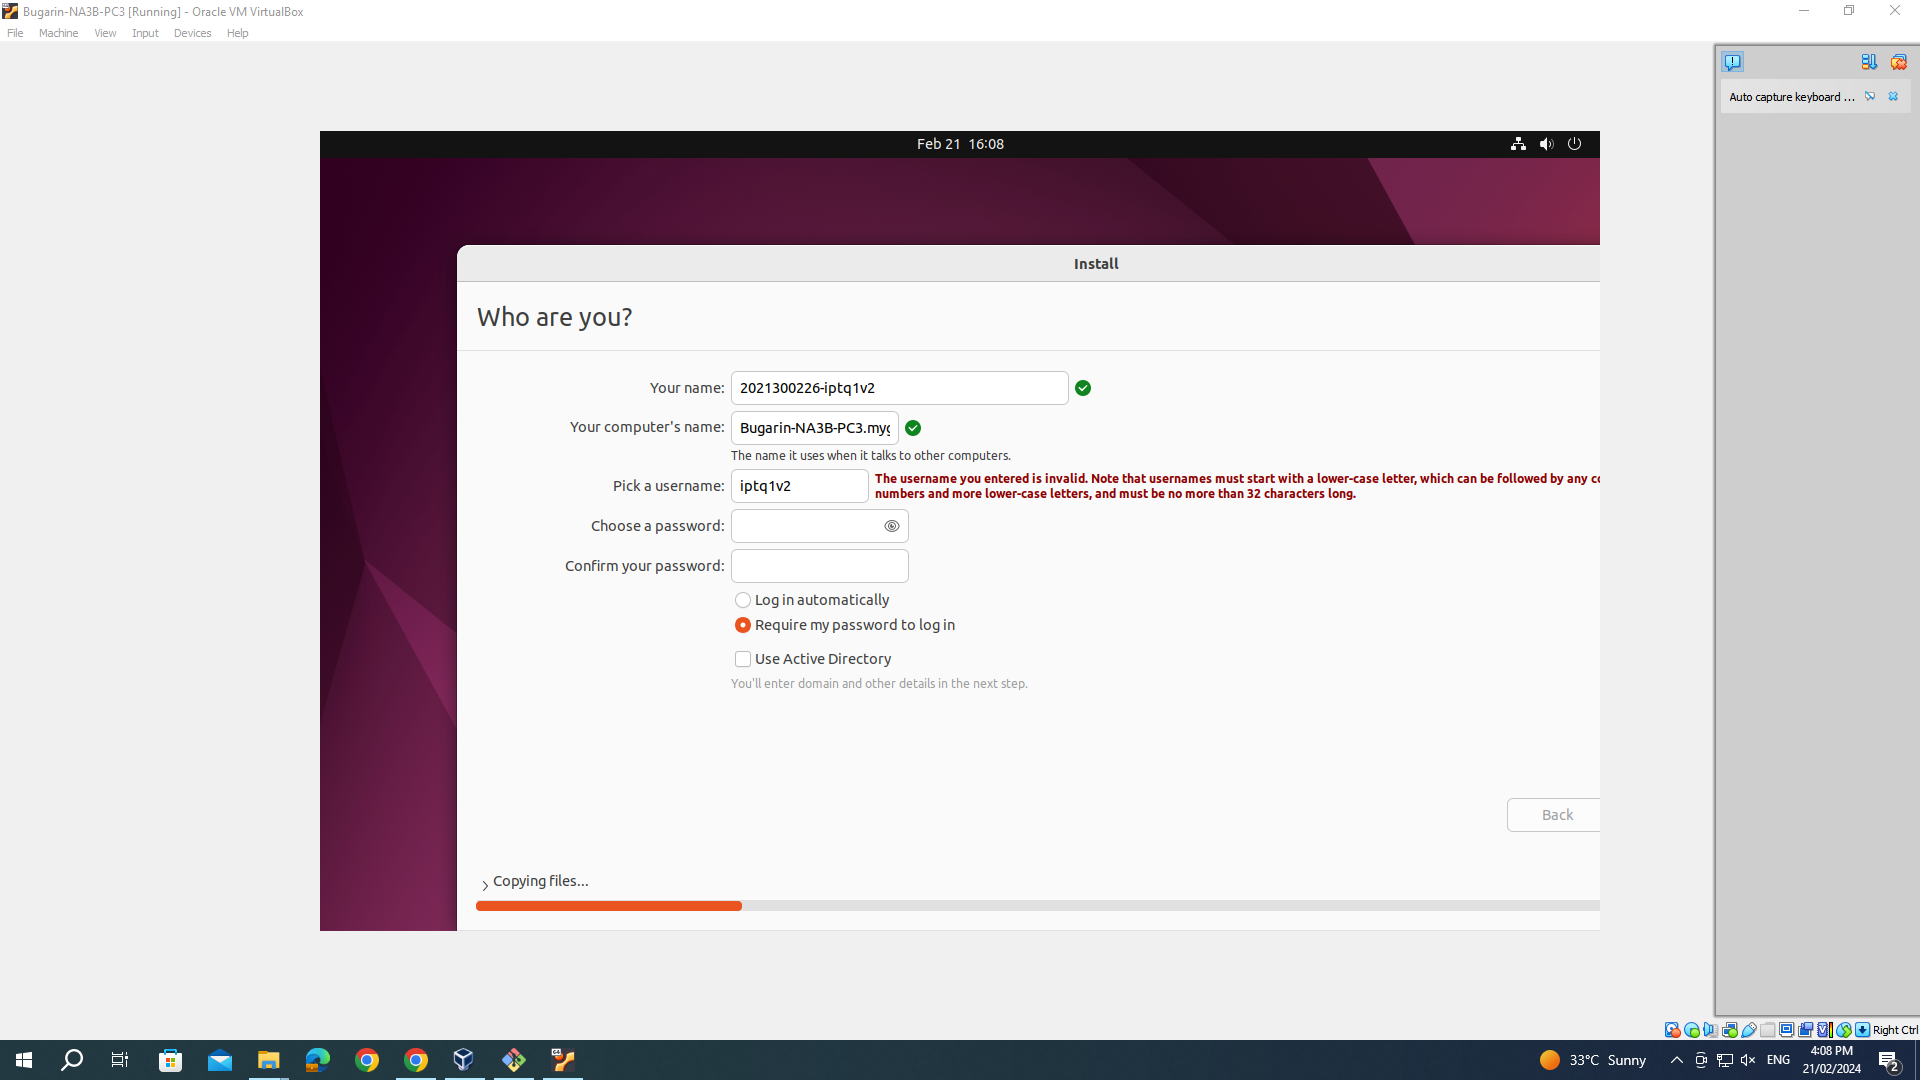 Bugarin-NA3B-PC3 [Running] - Oracle VM VirtualBox
File Machine View Input Devices Help
Auto capture keyboard ...
Feb 21 16:08
Install
Who are you?
Your name: 2021300226-iptq1v2
Your computer's name: Bugarin-NA3B-PC3.myg
The name it uses when it talks to other computers.
Pick a username: iptq1v2
The username you entered is invalid. Note that usernames must start with a lower-case letter, which can be followed by any co
numbers and more lower-case letters, and must be no more than 32 characters long.
Choose a password:
Confirm your password:
Log in automatically
Require my password to log in
Use Active Directory
You'll enter domain and other details in the next step.
Back
Copying files...
Right Ctrl
33°C Sunny
ENG
4:08 PM
21/02/2024
2